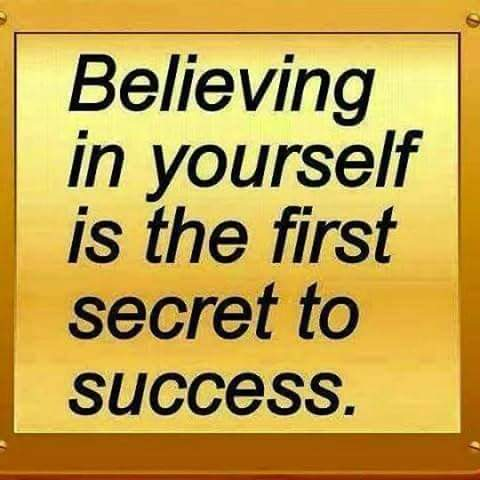 Believing
in yourself
is the first
secret to
success.